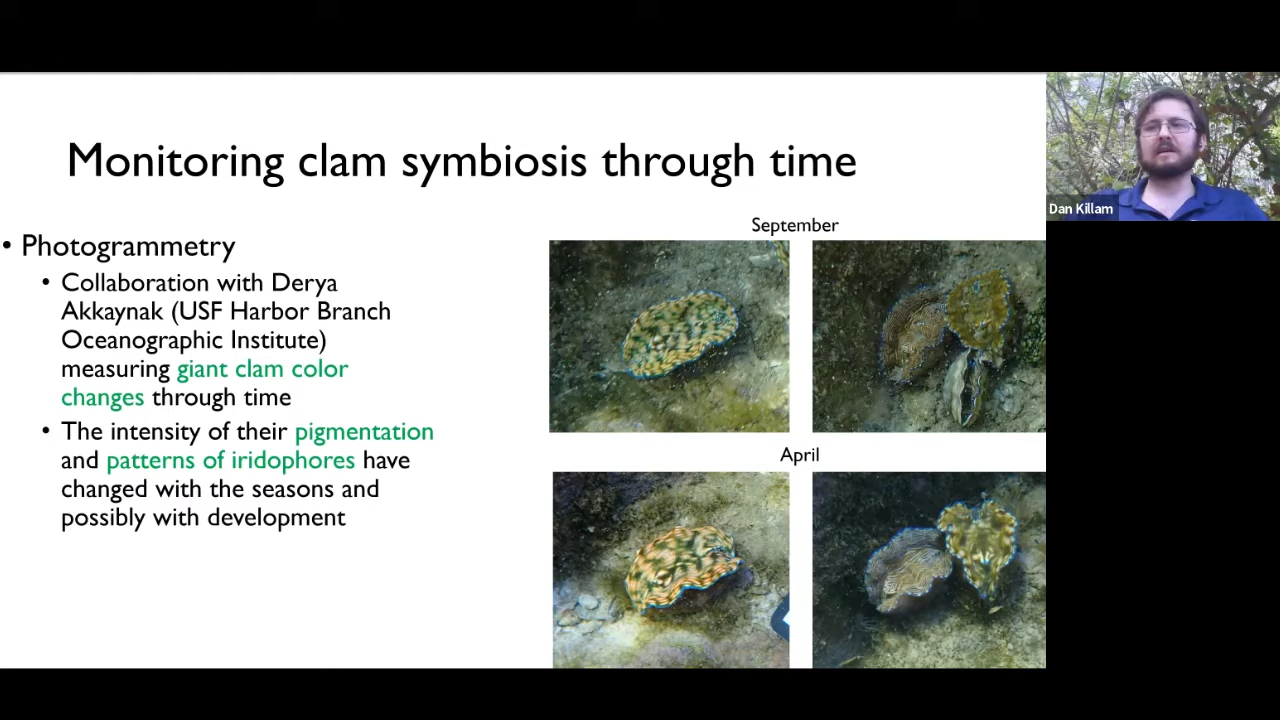 Monitoring clam symbiosis through time
• Photogrammetry
• Collaboration with Derya
Akkaynak (USF Harbor Branch
Oceanographic Institute)
measuring giant clam color
changes through time
• The intensity of their pigmentation
and patterns of iridophores have
changed with the seasons and
possibly with development
September
April
Dan Killam